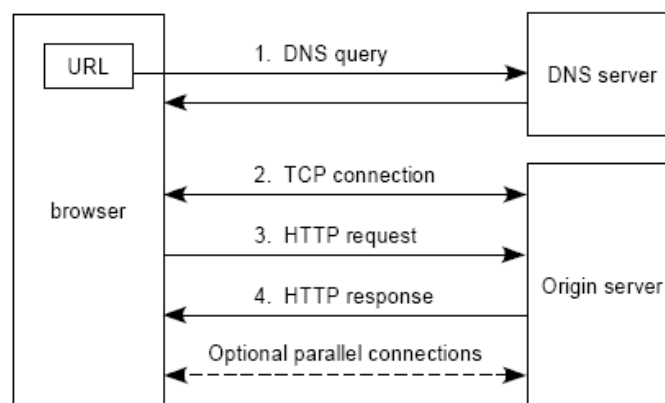 URL
1. DNS query
DNS server
2. TCP connection
browser
3. HTTP request
4. HTTP response
Origin server
Optional parallel connections